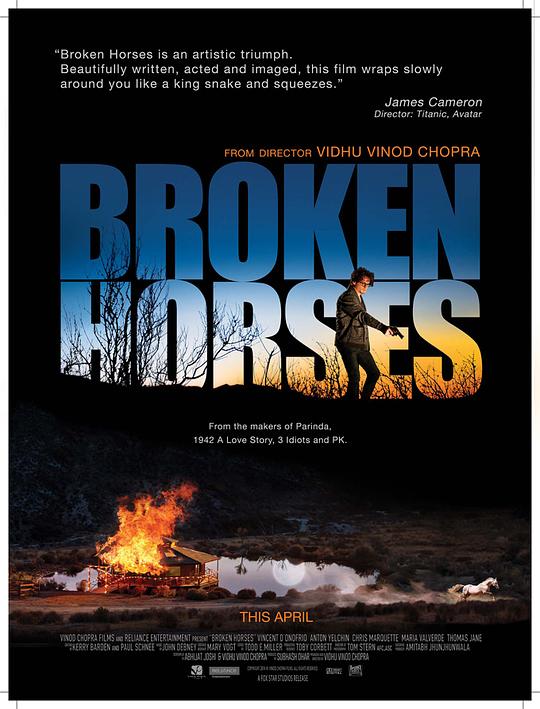 “Broken Horses is an artistic triumph.
Beautifully written, acted and imaged, this film wraps slowly
around you like a king snake and squeezes.”
James Cameron
Director: Titanic, Avatar
FROM DIRECTOR VIDHU VINOD CHOPRA
BROKEN
HORSES
From the makers of Parinda,
1942 A Love Story, 3 Idiots and PK.
THIS APRIL
VINOD CHOPRA FILMS AND RELIANCE ENTERTAINMENT PRESENT "BROKEN HORSES" VINCENT D'ONOFRIO ANTON YELCHIN CHRIS MARQUETTE MARIA VALVERDE THOMAS JANE
KERRY BARDEN AND PAUL SCHNEE JOHN DEBNEY MARY VOGT TODD E. MILLER TOBY CORBETT TOM STERN AFC, ASC AMITABH JHUNJHUNWALA
ABHIJAT JOSHI & VIDHU VINOD CHOPRA SUBHASH DHAR VIDHU VINOD CHOPRA
A FOX STAR STUDIOS RELEASE